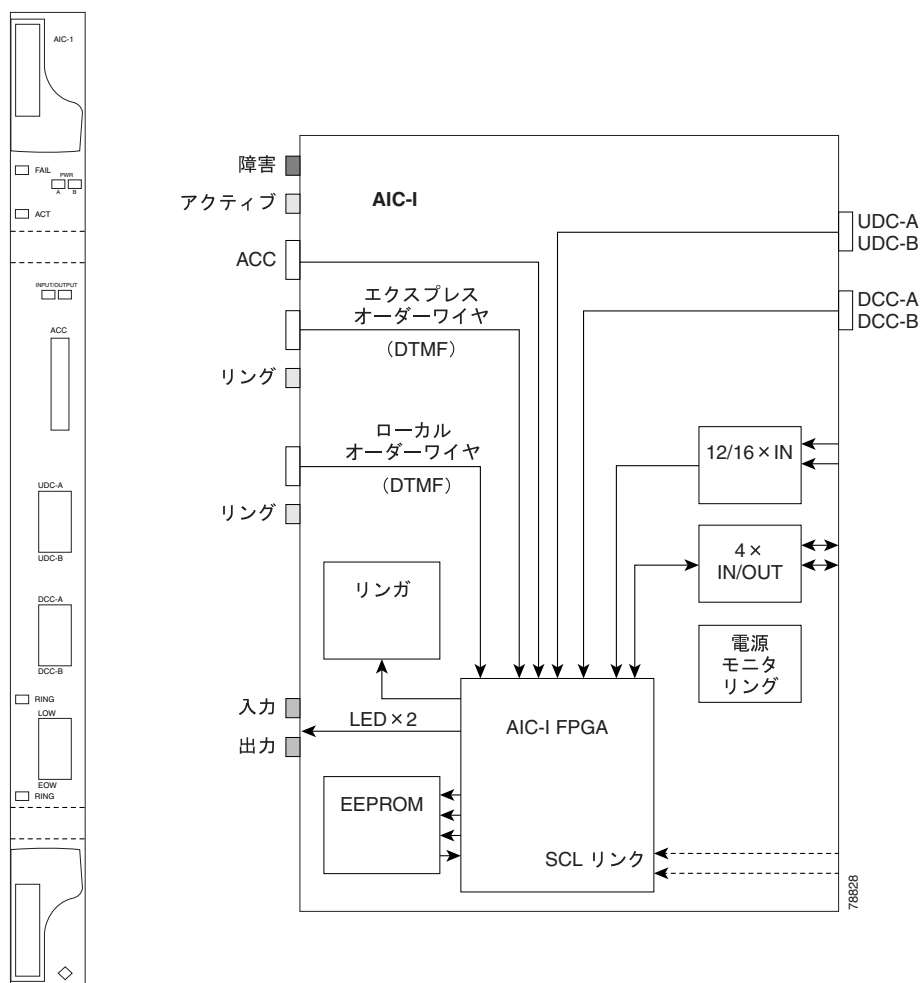 AIC-1
FAIL
PWR
A B
ACT
INPUT/OUTPUT
ACC
UDC-A
UDC-B
DCC-A
DCC-B
RING
LOW
EOW
RING
障害
アクティブ
AIC-I
ACC
エクスプレス
オーダーワイヤ
(DTMF)
リング
ローカル
オーダーワイヤ
(DTMF)
リング
UDC-A
UDC-B
DCC-A
DCC-B
12/16×IN
4×
IN/OUT
リンガ
電源
モニタ
リング
入力
LED×2
出力
AIC-I FPGA
EEPROM
SCL リンク
78828